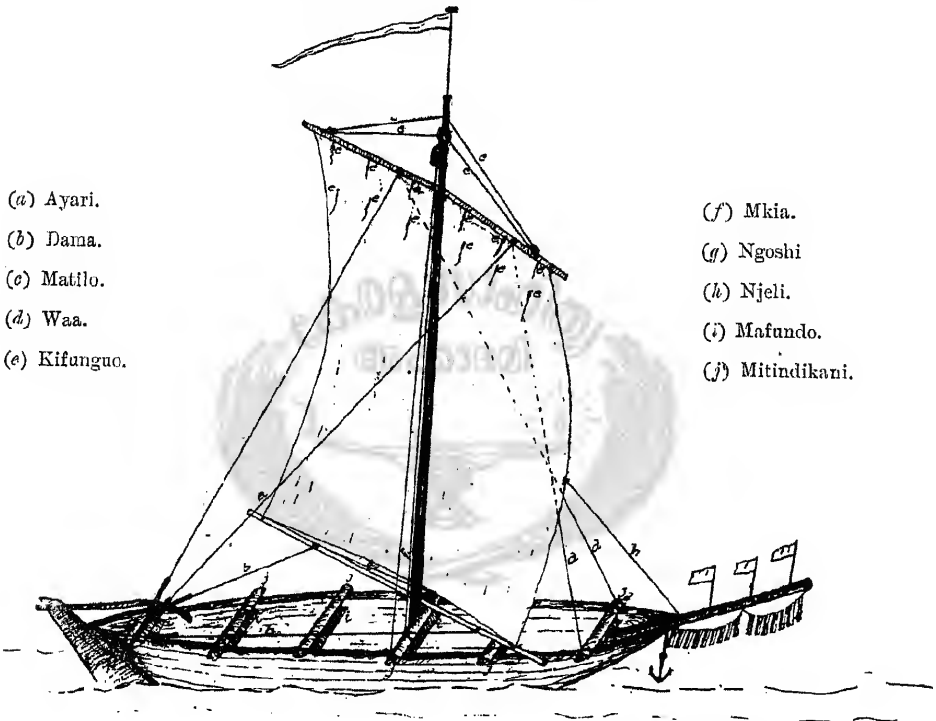 (a) Ayari.
(b) Dama.
(c) Matilo.
(d) Waa.
(e) Kifunguo.
(f) Mkia.
(g) Ngoshi
(h) Njeli.
(i) Mafundo.
(j) Mitindikani.